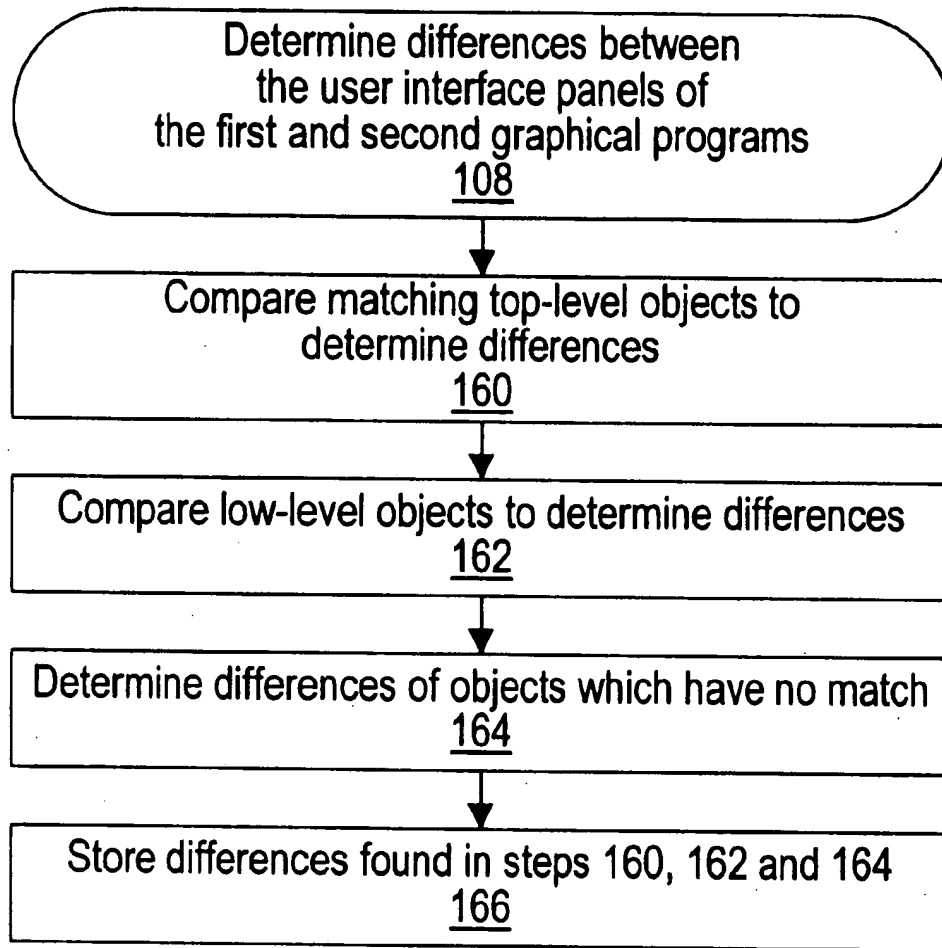 Determine differences between
the user interface panels of
the first and second graphical programs
108
Compare matching top-level objects to
determine differences
160
Compare low-level objects to determine differences
162
Determine differences of objects which have no match
164
Store differences found in steps 160, 162 and 164
166